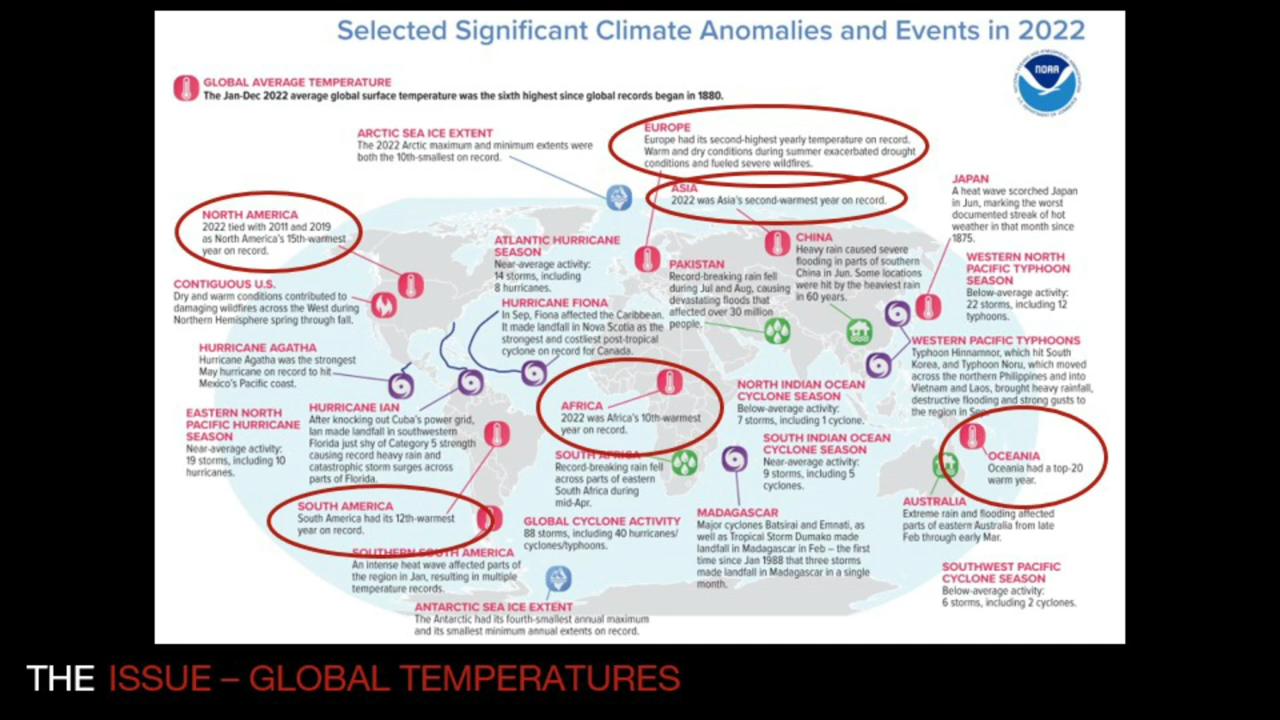 Selected Significant Climate Anomalies and Events in 2022
NOAA
GLOBAL AVERAGE TEMPERATURE
The Jan-Dec 2022 average global surface temperature was the sixth highest since global records began in 1880.
ARCTIC SEA ICE EXTENT
The 2022 Arctic maximum and minimum extents were
both the 10th-smallest on record.
EUROPE
Europe had its second-highest yearly temperature on record.
Warm and dry conditions during summer exacerbated drought
conditions and fueled severe wildfires.
ASIA
2022 was Asia's second-warmest year on record.
JAPAN
A heat wave scorched Japan
in Jun, marking the worst
documented streak of hot
weather in that month since
1875.
NORTH AMERICA
2022 tied with 2011 and 2019
as North America's 15th-warmest
year on record.
ATLANTIC HURRICANE
SEASON
Near-average activity:
14 storms, including
8 hurricanes.
CHINA
Heavy rain caused severe
flooding in parts of southern
China in Jun. Some locations
were hit by the heaviest rain
in 60 years.
PAKISTAN
Record-breaking rain fell
during Jul and Aug, causing
devastating floods that
affected over 30 million
people.
WESTERN NORTH
PACIFIC TYPHOON
SEASON
Below-average activity:
22 storms, including 12
typhoons.
CONTIGUOUS U.S.
Dry and warm conditions contributed to
damaging wildfires across the West during
Northern Hemisphere spring through fall.
HURRICANE FIONA
In Sep, Fiona affected the Caribbean.
It made landfall in Nova Scotia as the
strongest and costliest post-tropical
cyclone on record for Canada.
HURRICANE AGATHA
Hurricane Agatha was the strongest
May hurricane on record to hit
Mexico's Pacific coast.
WESTERN PACIFIC TYPHOONS
Typhoon Hinnamnor, which hit South
Korea, and Typhoon Noru, which moved
across the northern Philippines and into
Vietnam and Laos, brought heavy rainfall,
destructive flooding and strong gusts to
the region in Sep.
EASTERN NORTH
PACIFIC HURRICANE
SEASON
Near-average activity:
19 storms, including 10
hurricanes.
HURRICANE IAN
After knocking out Cuba's power grid,
Ian made landfall in southwestern
Florida just shy of Category 5 strength
causing record heavy rain and
catastrophic storm surges across
parts of Florida.
AFRICA
2022 was Africa's 10th-warmest
year on record.
NORTH INDIAN OCEAN
CYCLONE SEASON
Below-average activity:
7 storms, including 1 cyclone.
SOUTH INDIAN OCEAN
CYCLONE SEASON
Near-average activity:
9 storms, including 5
cyclones.
OCEANIA
Oceania had a top-20
warm year.
SOUTH AFRICA
Record-breaking rain fell
across parts of eastern
South Africa during
mid-Apr.
SOUTH AMERICA
South America had its 12th-warmest
year on record.
GLOBAL CYCLONE ACTIVITY
88 storms, including 40 hurricanes/
cyclones/typhoons.
MADAGASCAR
Major cyclones Batsirai and Emnati, as
well as Tropical Storm Dumako made
landfall in Madagascar in Feb – the first
time since Jan 1988 that three storms
made landfall in Madagascar in a single
month.
AUSTRALIA
Extreme rain and flooding affected
parts of eastern Australia from late
Feb through early Mar.
SOUTHERN SOUTH AMERICA
An intense heat wave affected parts of
the region in Jan, resulting in multiple
temperature records.
SOUTHWEST PACIFIC
CYCLONE SEASON
Below-average activity:
6 storms, including 2 cyclones.
ANTARCTIC SEA ICE EXTENT
The Antarctic had its fourth-smallest annual maximum
and its smallest minimum annual extents on record.
THE ISSUE – GLOBAL TEMPERATURES